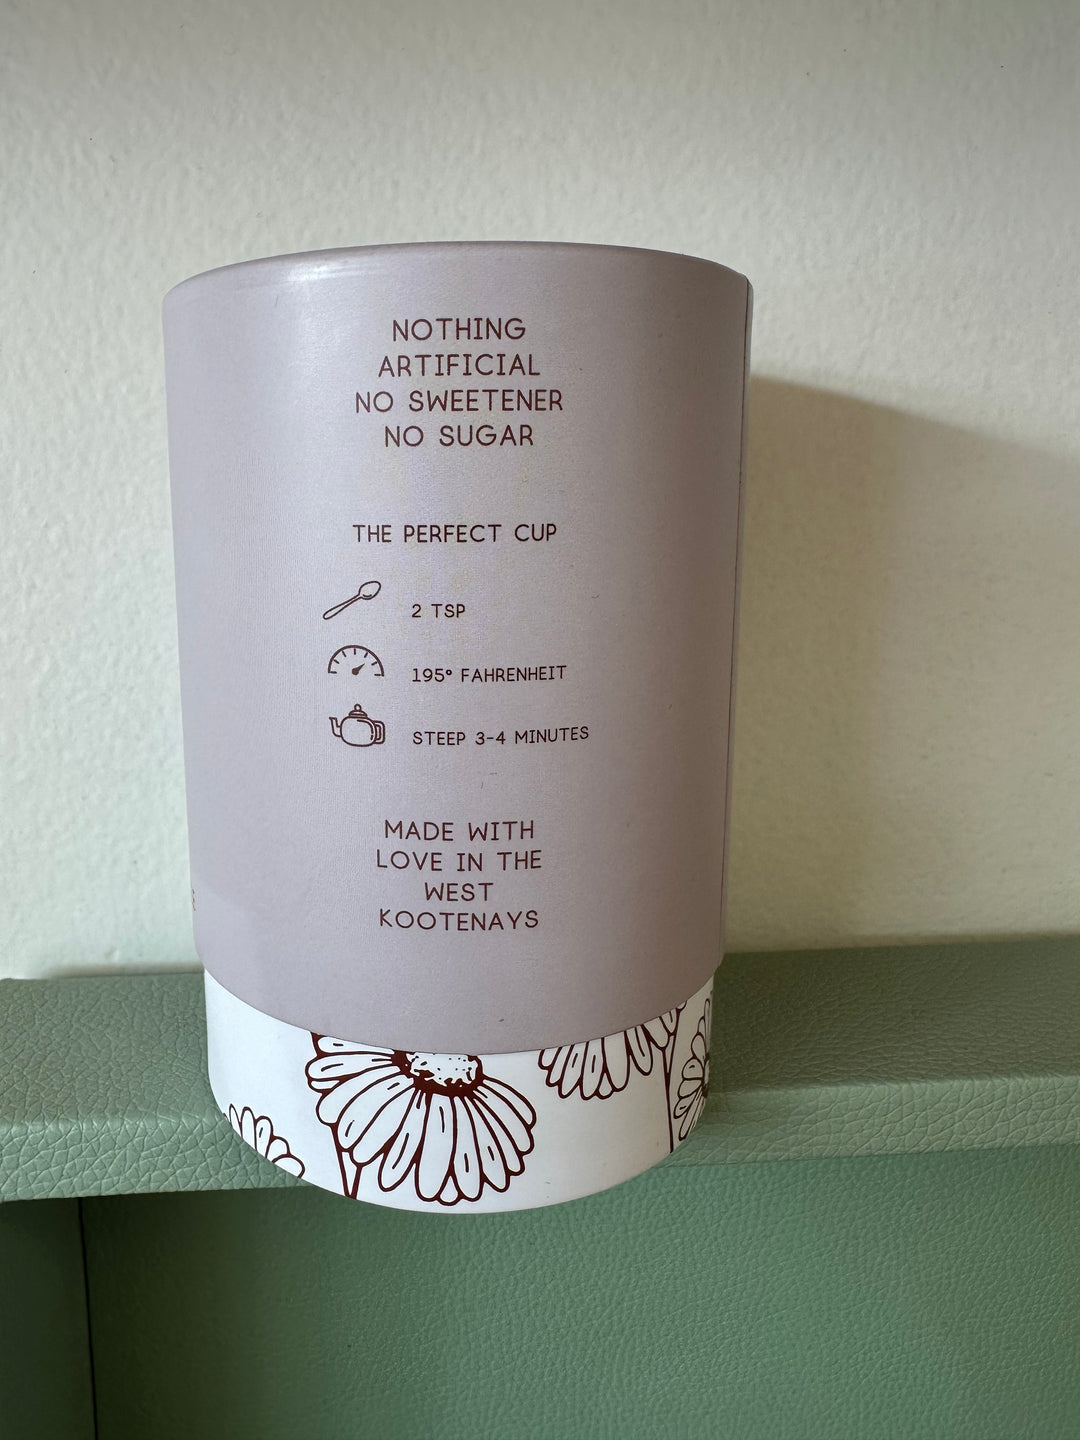 NOTHING
ARTIFICIAL
NO SWEETENER
NO SUGAR
THE PERFECT CUP
2 TSP
195° FAHRENHEIT
STEEP 3-4 MINUTES
MADE WITH
LOVE IN THE
WEST
KOOTENAYS